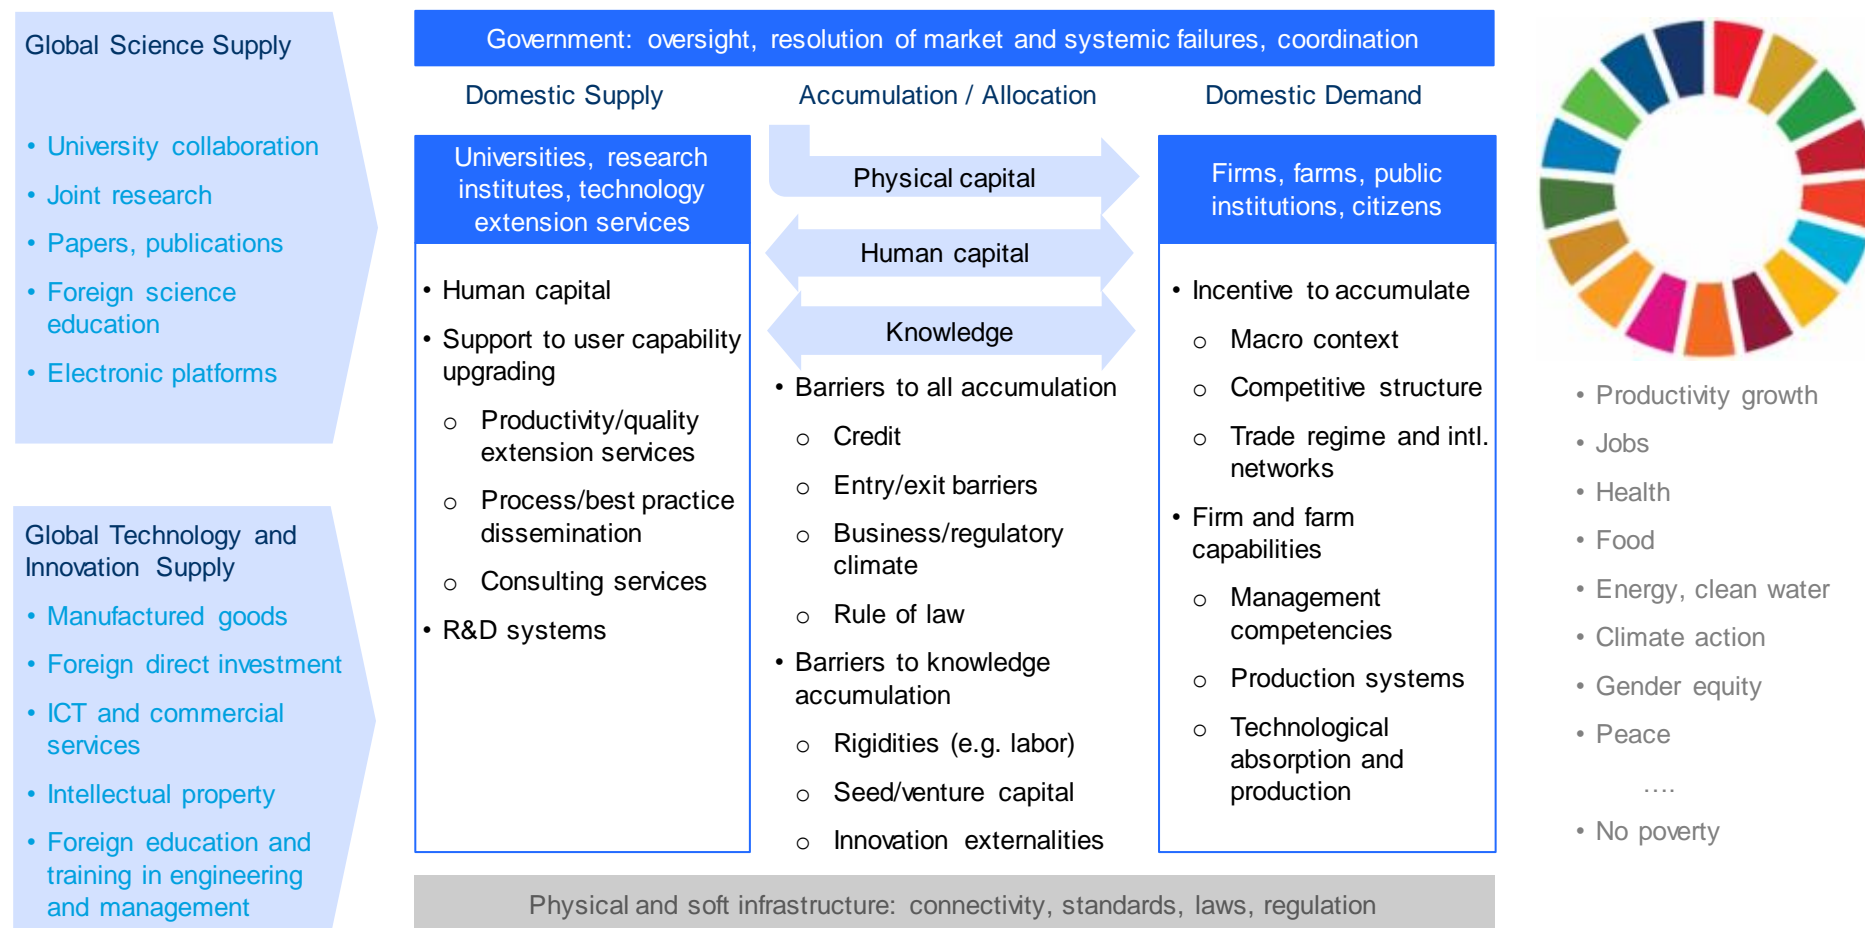 Global Science Supply
• University collaboration
• Joint research
• Papers, publications
• Foreign science
education
• Electronic platforms
Global Technology and
Innovation Supply
• Manufactured goods
• Foreign direct investment
• ICT and commercial
services
• Intellectual property
• Foreign education and
training in engineering
and management
Government: oversight, resolution of market and systemic failures, coordination
Domestic Supply
Universities, research
institutes, technology
extension services
• Human capital
• Support to user capability
upgrading
o Productivity/quality
extension services
o Process/best practice
dissemination
o Consulting services
• R&D systems
Accumulation / Allocation
Physical capital
Human capital
Knowledge
• Barriers to all accumulation
o Credit
o Entry/exit barriers
o Business/regulatory
climate
o Rule of law
• Barriers to knowledge
accumulation
o Rigidities (e.g. labor)
o Seed/venture capital
o Innovation externalities
Domestic Demand
Firms, farms, public
institutions, citizens
• Incentive to accumulate
o Macro context
o Competitive structure
o Trade regime and intl.
networks
• Firm and farm
capabilities
o Management
competencies
o Production systems
o Technological
absorption and
production
Physical and soft infrastructure: connectivity, standards, laws, regulation
• Productivity growth
• Jobs
• Health
• Food
• Energy, clean water
• Climate action
• Gender equity
• Peace
….
• No poverty